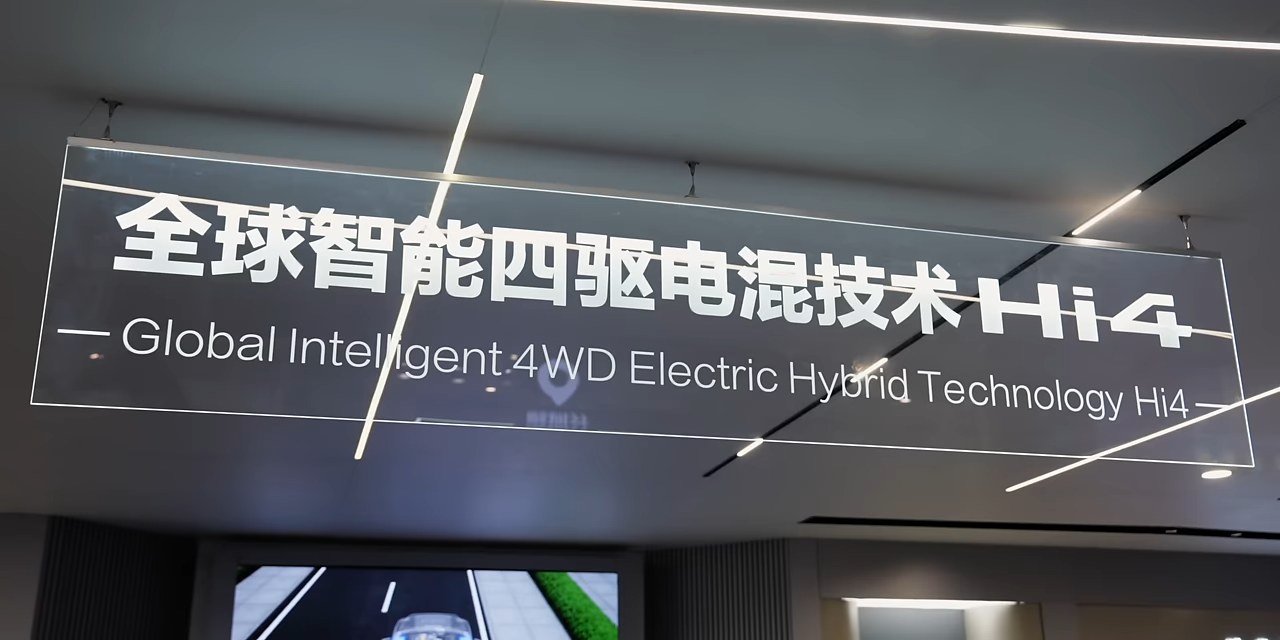 全球智能四驱电混技术Hi4
—Global Intelligent 4WD Electric Hybrid Technology Hi4—